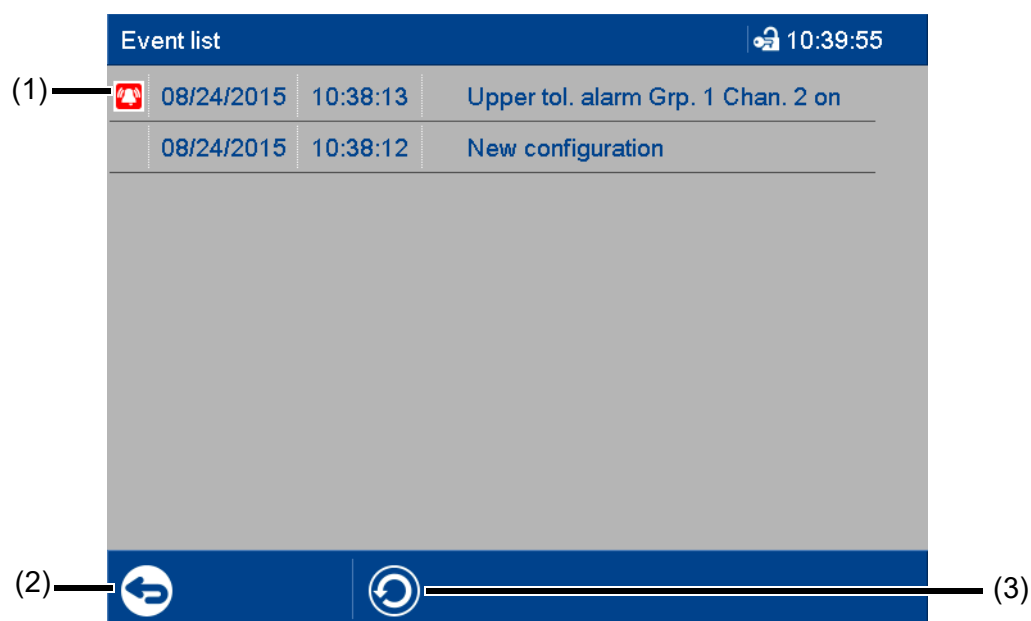 Event list 10:39:55
(1) 08/24/2015 10:38:13 Upper tol. alarm Grp. 1 Chan. 2 on
08/24/2015 10:38:12 New configuration
(2) (3)